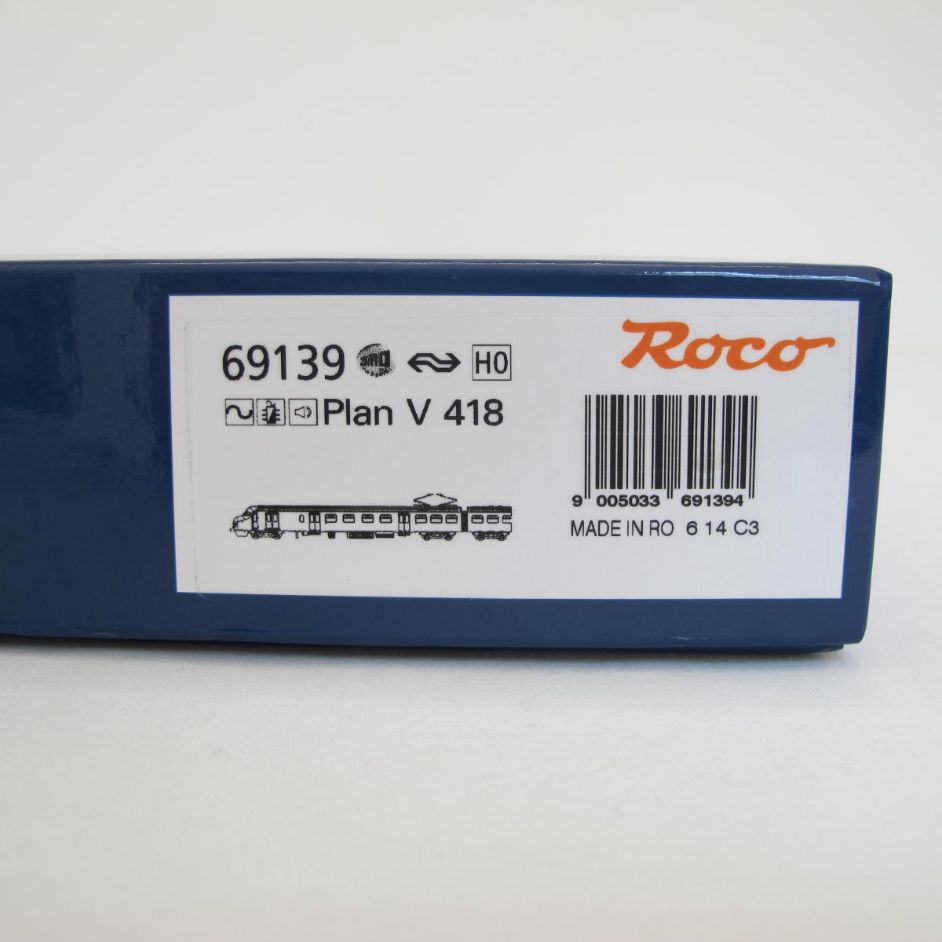 69139 H0
Plan V 418
Roco
9 005033 691394
MADE IN RO 6 14 C3